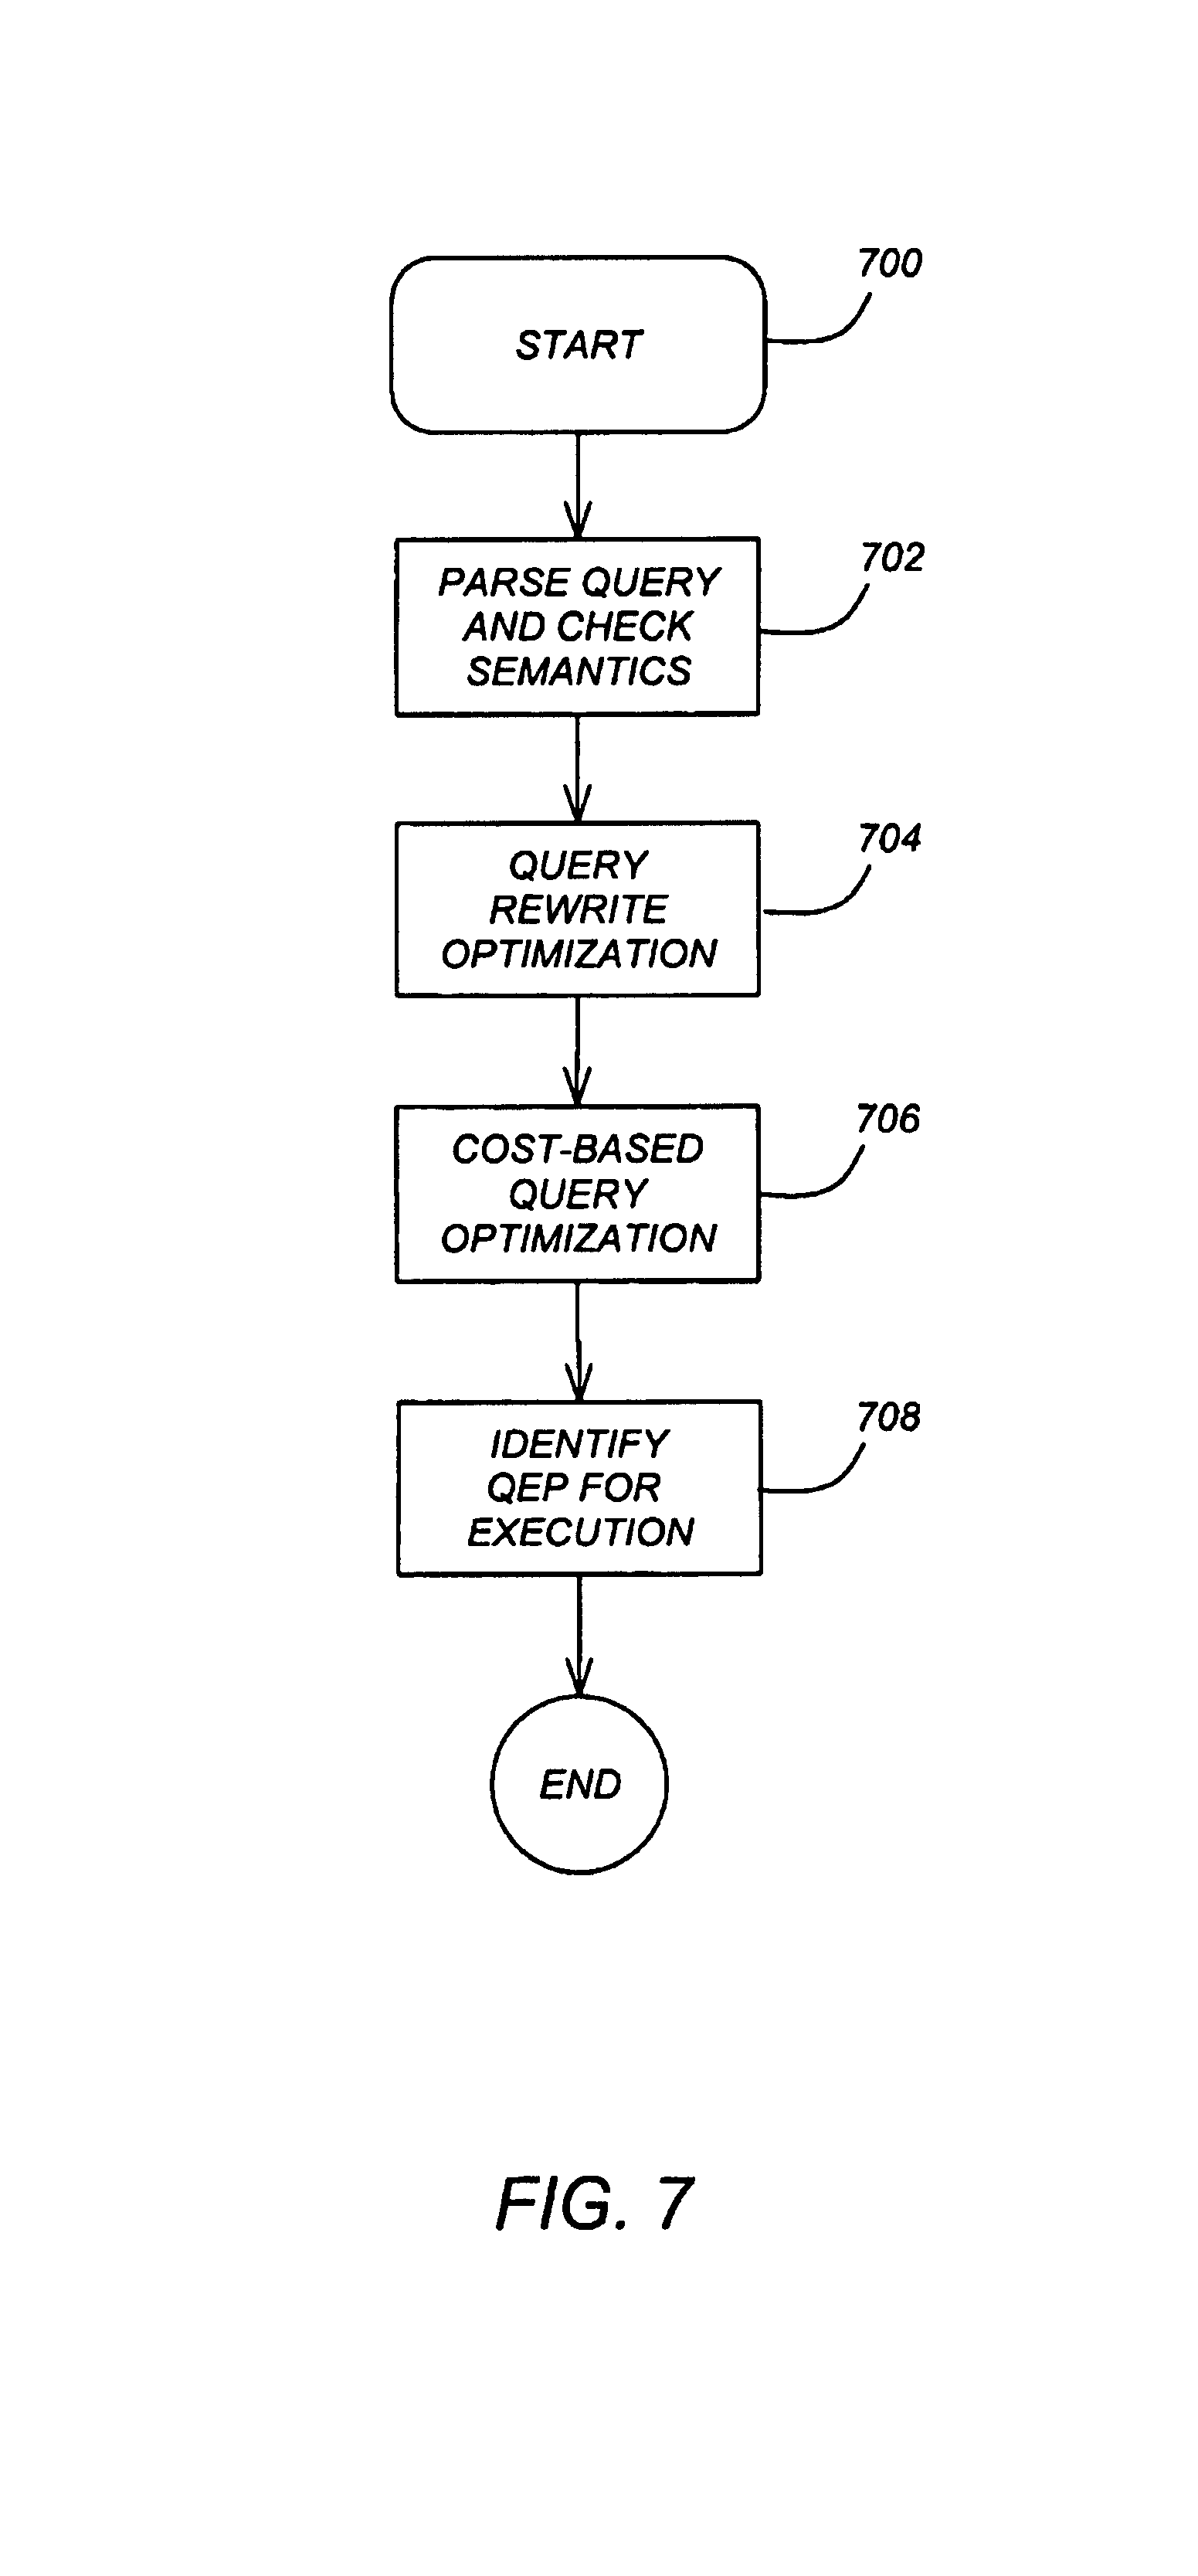 700
START
702
PARSE QUERY
AND CHECK
SEMANTICS
704
QUERY
REWRITE
OPTIMIZATION
706
COST-BASED
QUERY
OPTIMIZATION
708
IDENTIFY
QEP FOR
EXECUTION
END
FIG. 7